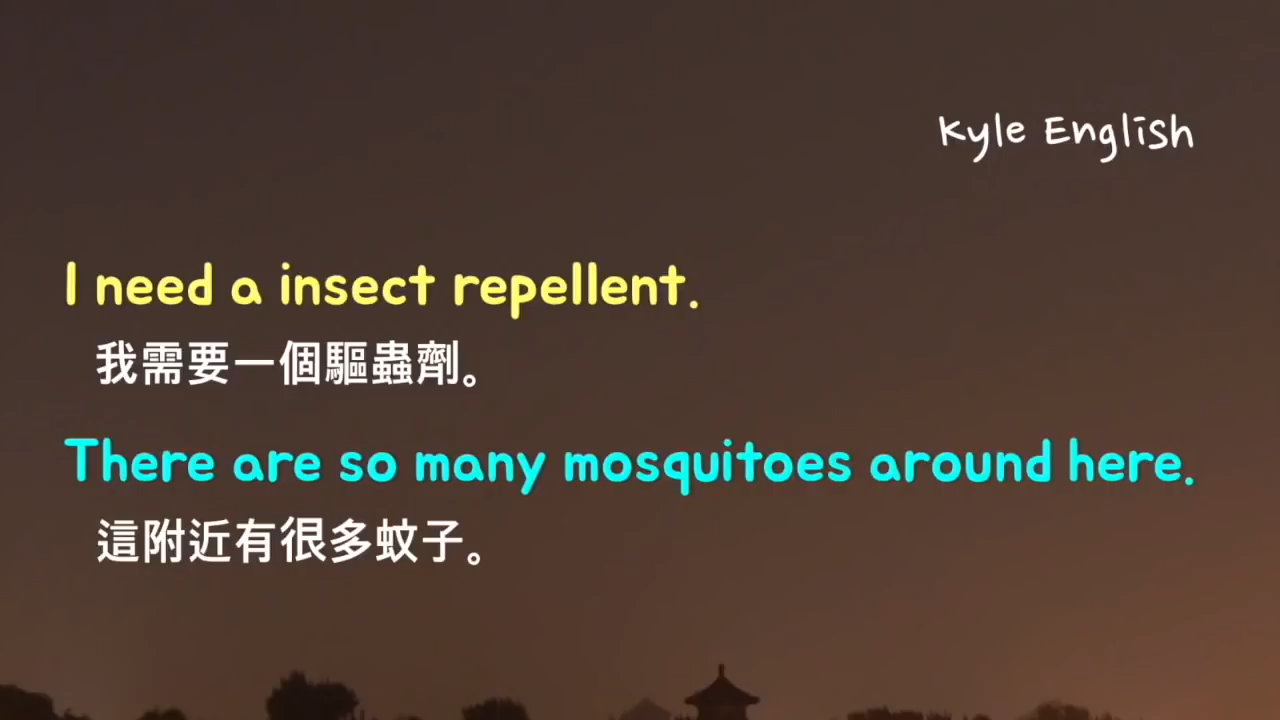 Kyle English
I need a insect repellent.
我需要一個驅蟲劑。
There are so many mosquitoes around here.
這附近有很多蚊子。